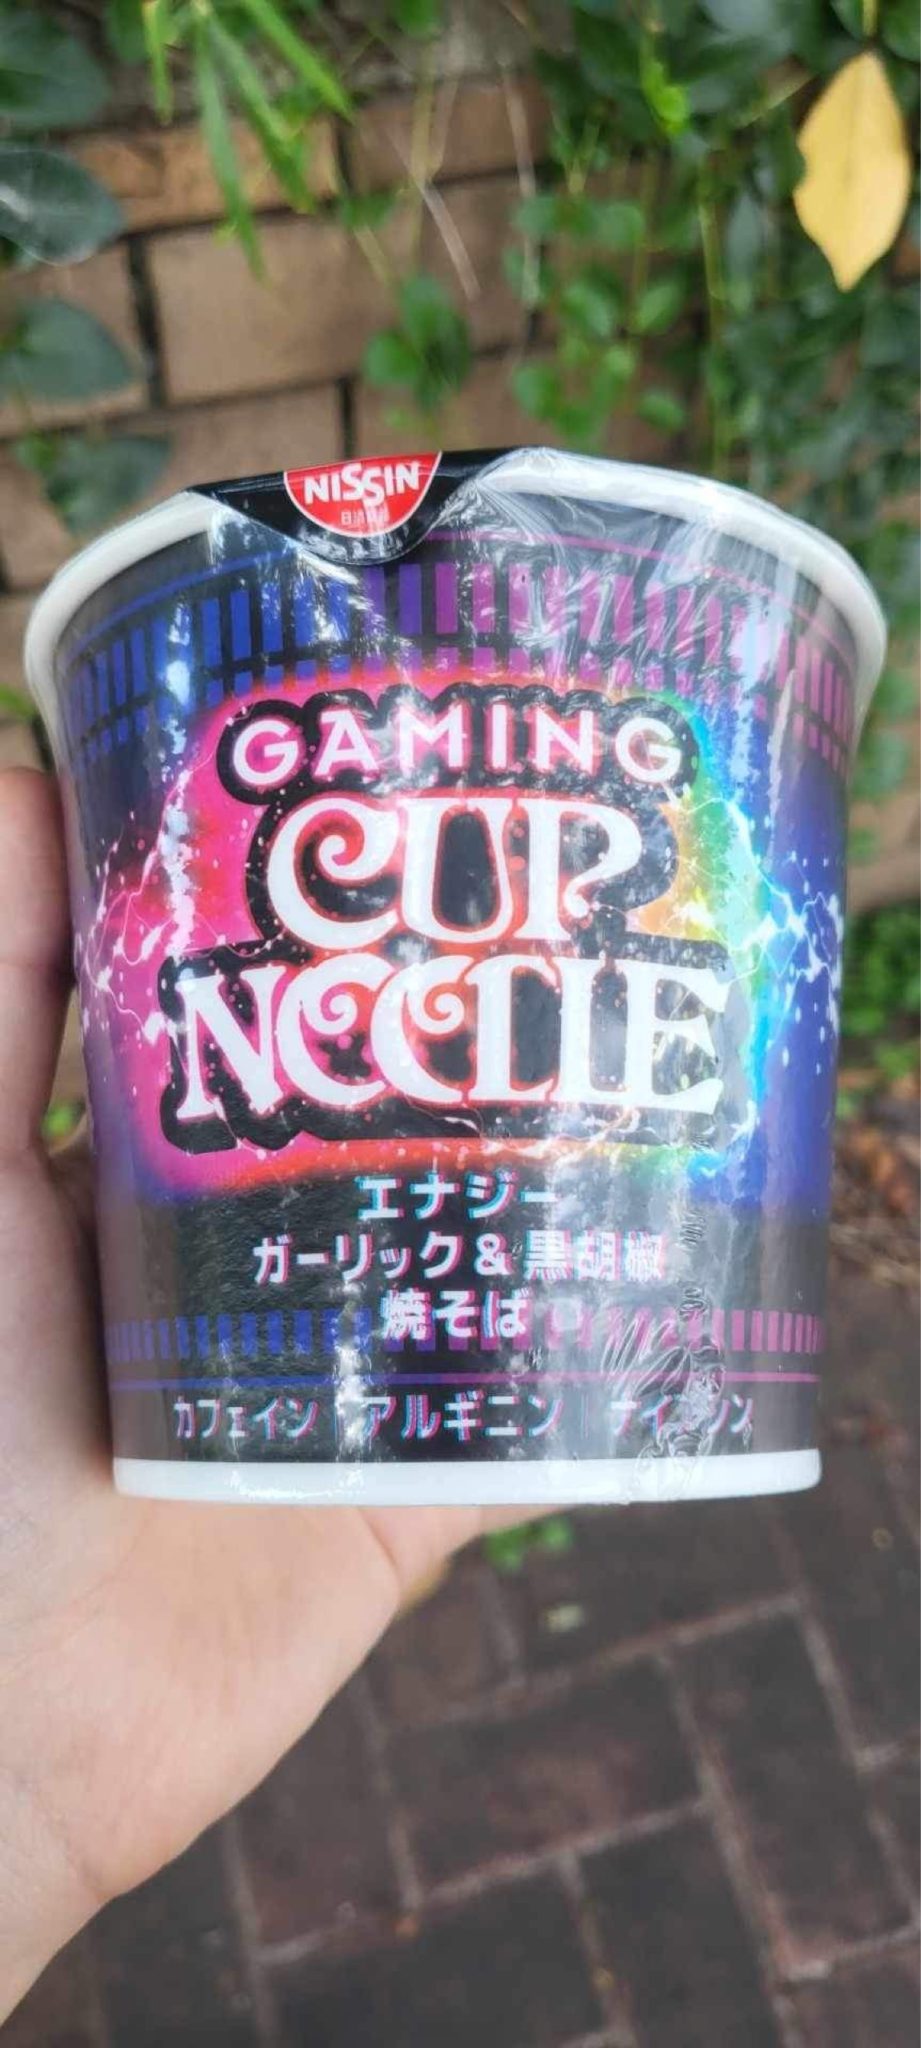 NISSIN
GAMING
CUP
NOODLE
エナジー
ガーリック&黒胡椒
焼そば
カフェイン | アルギニン |